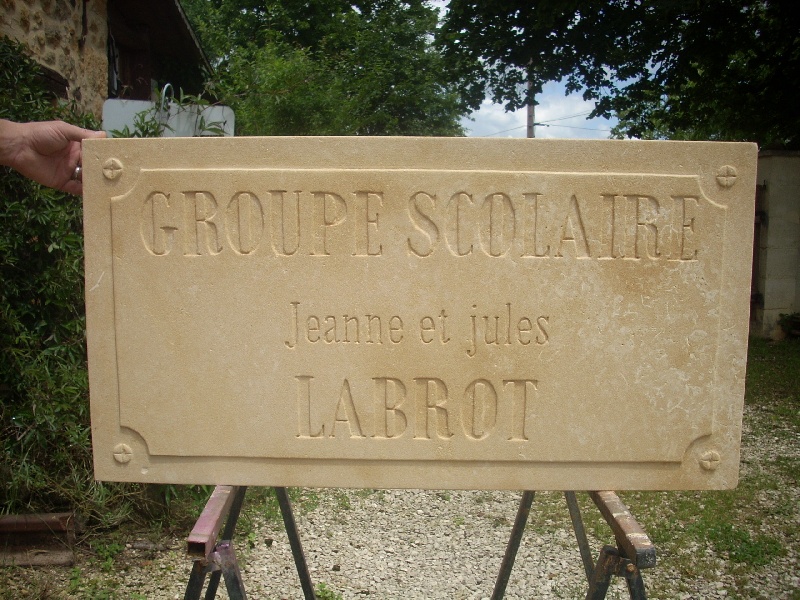 GROUPE SCOLAIRE
Jeanne et jules
LABROT